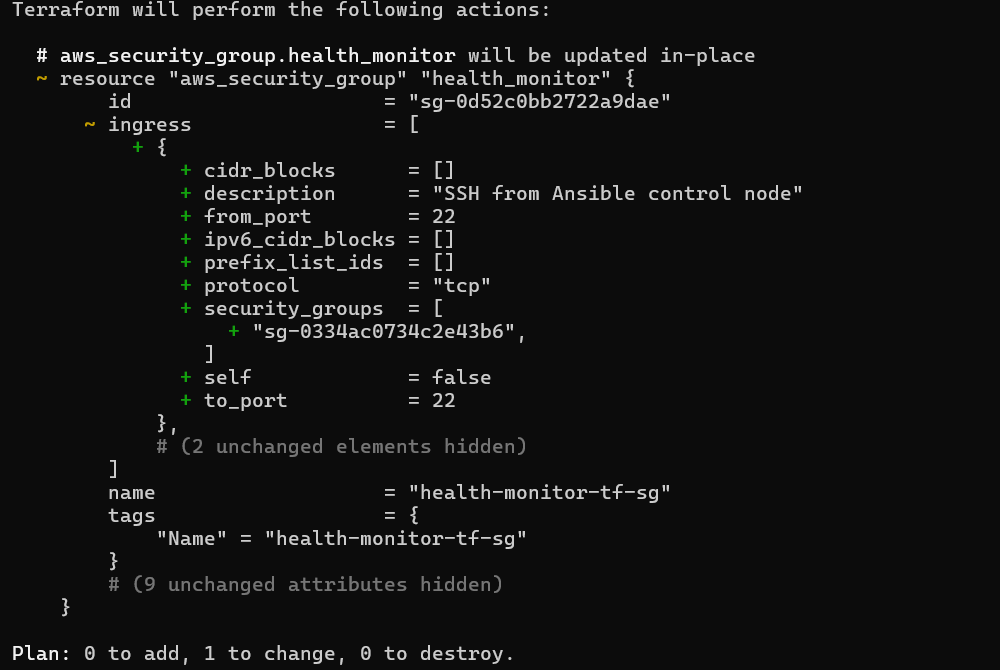 Terraform will perform the following actions:
# aws_security_group.health_monitor will be updated in-place
~ resource "aws_security_group" "health_monitor" {
id = "sg-0d52c0bb2722a9dae"
~ ingress = [
+ {
+ cidr_blocks = []
+ description = "SSH from Ansible control node"
+ from_port = 22
+ ipv6_cidr_blocks = []
+ prefix_list_ids = []
+ protocol = "tcp"
+ security_groups = [
+ "sg-0334ac0734c2e43b6",
]
+ self = false
+ to_port = 22
},
# (2 unchanged elements hidden)
]
name = "health-monitor-tf-sg"
tags = {
"Name" = "health-monitor-tf-sg"
}
# (9 unchanged attributes hidden)
}
Plan: 0 to add, 1 to change, 0 to destroy.